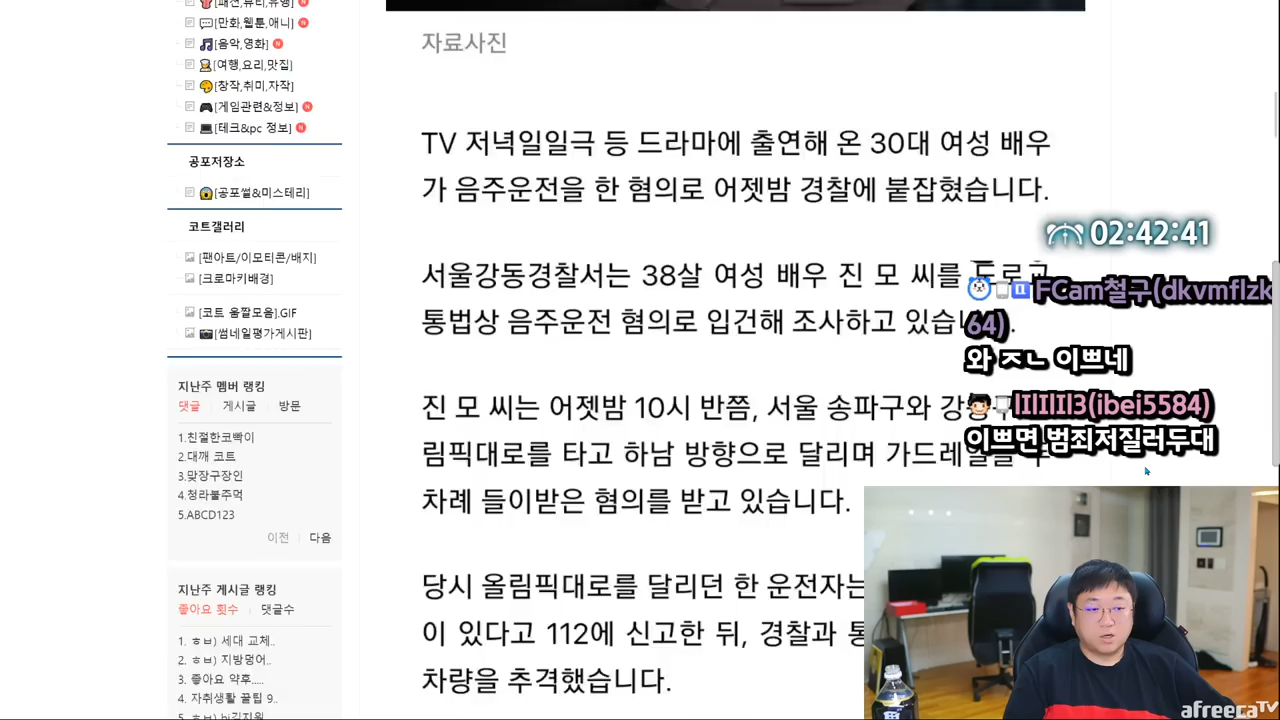 [패션,뷰티,유행] N
[만화,웹툰,애니] N
[음악,영화] N
[여행,요리,맛집]
[창작,취미,자작]
[게임관련&정보] N
[테크&pc 정보] N
공포저장소
[공포썰&미스테리]
코트갤러리
[팬아트/이모티콘/배지]
[크로마키배경]
[코트 움짤모음].GIF
[썸네일평가게시판]
지난주 멤버 랭킹
댓글 게시글 방문
1.친절한코빡이
2.대깨 코트
3.맞장구장인
4.청라불주먹
5.ABCD123
이전 다음
지난주 게시글 랭킹
좋아요 횟수 댓글수
1. ㅎㅂ) 세대 교체..
2. ㅎㅂ) 지방덩어..
3. 좋아요 약후.....
4. 자취생활 꿀팁 9..
자료사진
TV 저녁일일극 등 드라마에 출연해 온 30대 여성 배우
가 음주운전을 한 혐의로 어젯밤 경찰에 붙잡혔습니다.
서울강동경찰서는 38살 여성 배우 진 모 씨를 도로교
통법상 음주운전 혐의로 입건해 조사하고 있습
진 모 씨는 어젯밤 10시 반쯤, 서울 송파구와
림픽대로를 타고 하남 방향으로 달리며
차례 들이받은 혐의를 받고 있습니다.
당시 올림픽대로를 달리던 한 운전자는
이 있다고 112에 신고한 뒤, 경찰과
차량을 추격했습니다.
02:42:41
FCam철구(dkvmflzk
64)
와 ㅈㄴ 이쁘네
lIIlIlIl3(ibei5584)
이쁘면 범죄저질러두대
afreecaTV